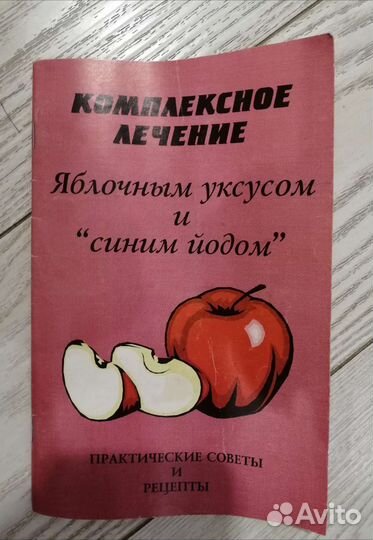 КОМПЛЕКСНОЕ
ЛЕЧЕНИЕ
Яблочным уксусом
и
“синим йодом”
ПРАКТИЧЕСКИЕ СОВЕТЫ
И
РЕЦЕПТЫ
Avito